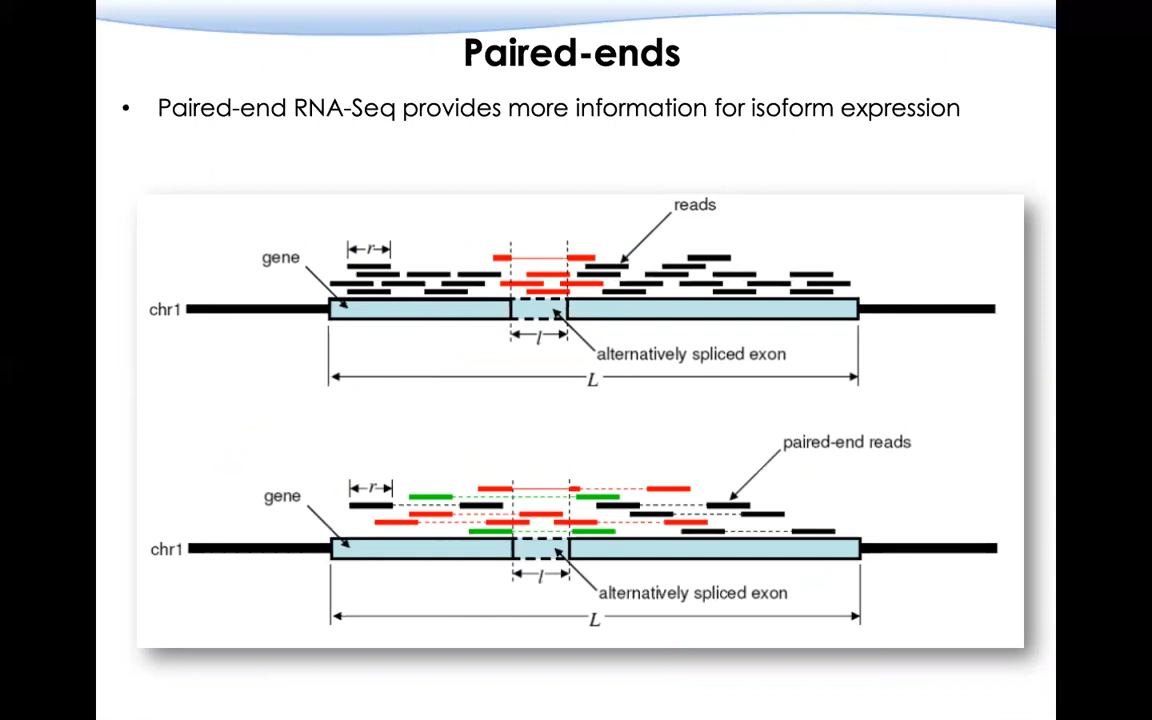 Paired-ends
• Paired-end RNA-Seq provides more information for isoform expression
reads
r
gene
chr1
l
alternatively spliced exon
L
paired-end reads
r
gene
chr1
l
alternatively spliced exon
L